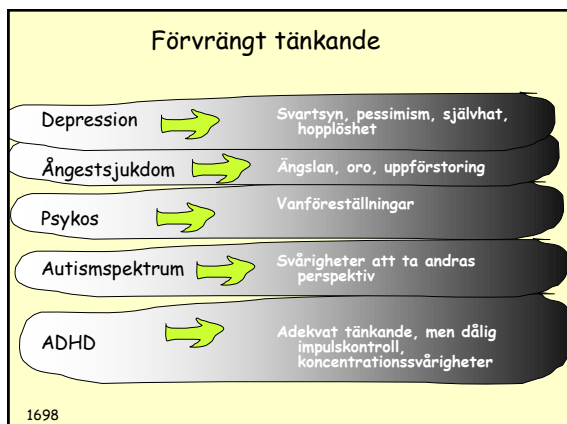 Förvrängt tänkande
Depression
Svartsyn, pessimism, självhat,
hopplöshet
Ångestsjukdom
Ängslan, oro, uppförstoring
Psykos
Vanföreställningar
Autismspektrum
Svårigheter att ta andras
perspektiv
ADHD
Adekvat tänkande, men dålig
impulskontroll,
koncentrationssvårigheter
1698